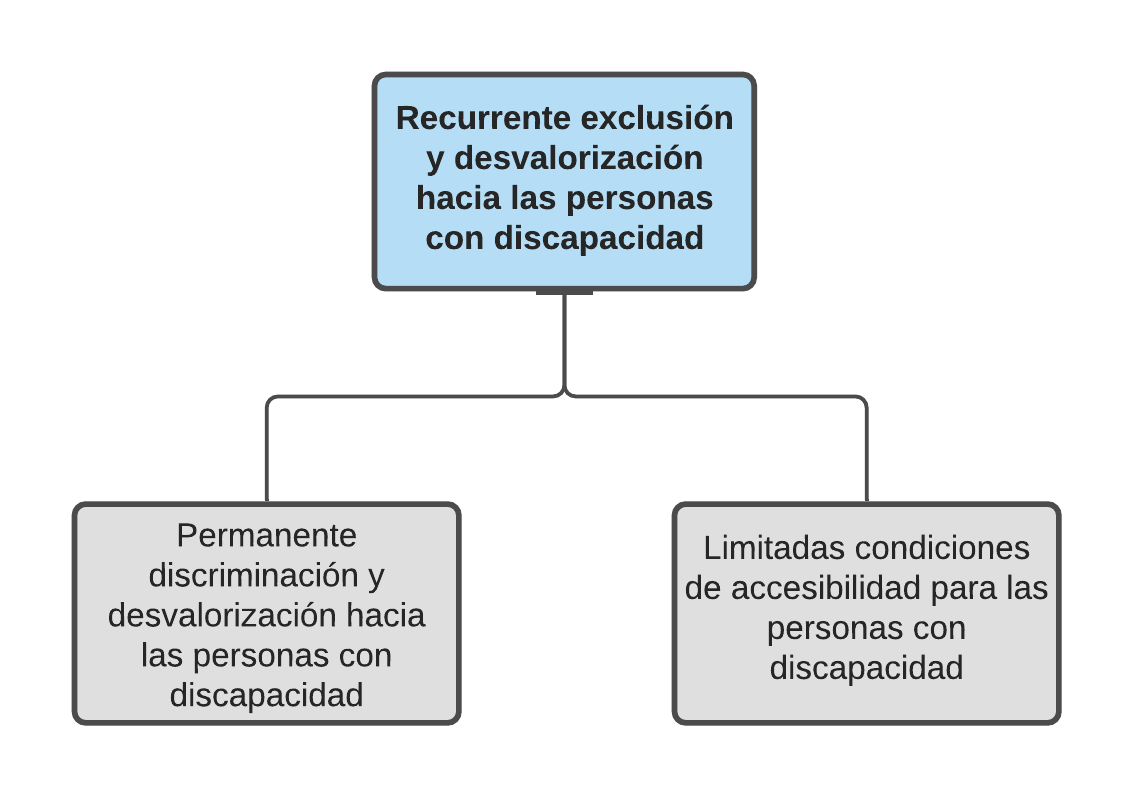 Recurrente exclusión
y desvalorización
hacia las personas
con discapacidad
Permanente
discriminación y
desvalorización hacia
las personas con
discapacidad
Limitadas condiciones
de accesibilidad para las
personas con
discapacidad